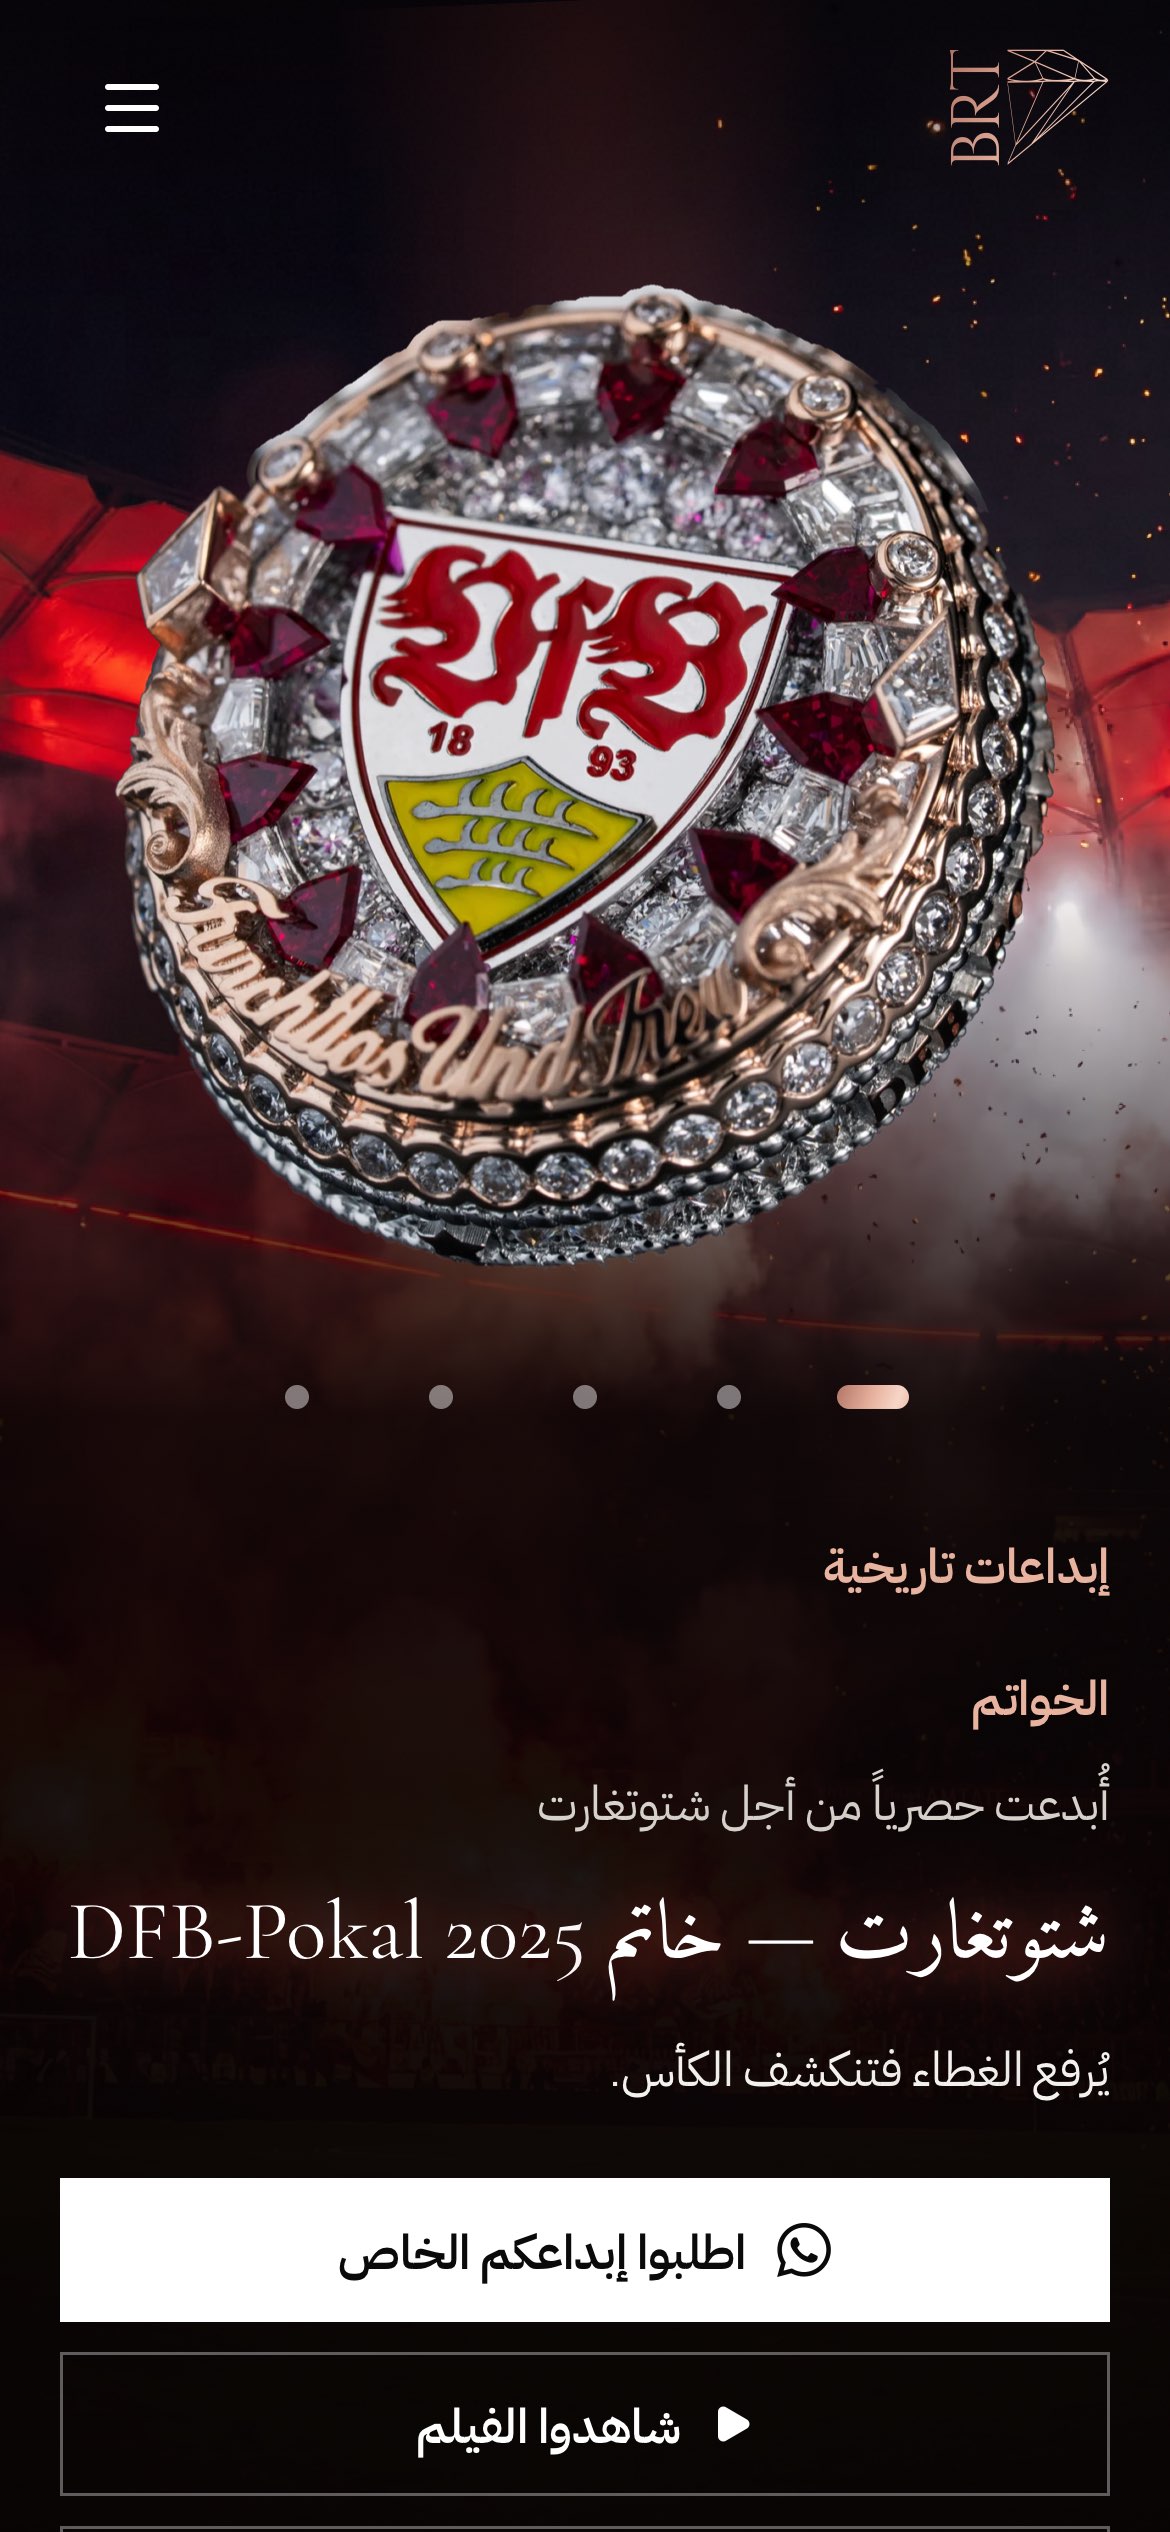 BRT
VfB
18 93
Furchtlos Und Treu
DFB
إبداعات تاريخية
الخواتم
أُبدعت حصرياً من أجل شتوتغارت
شتوتغارت — خاتم DFB-Pokal 2025
يُرفع الغطاء فتنكشف الكأس.
اطلبوا إبداعكم الخاص
شاهدوا الفيلم